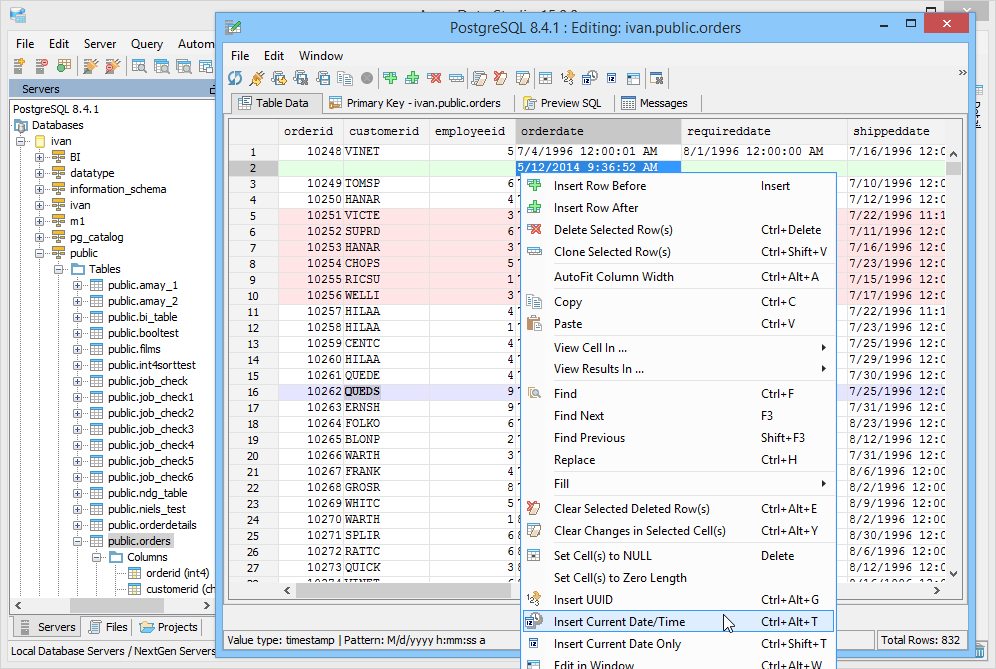 PostgreSQL 8.4.1 : Editing: ivan.public.orders
File Edit Server Query Autom
Servers
PostgreSQL 8.4.1
Databases
ivan
BI
datatype
information_schema
ivan
m1
pg_catalog
public
Tables
public.amay_1
public.amay_2
public.bi_table
public.booltest
public.films
public.int4sorttest
public.job_check
public.job_check1
public.job_check2
public.job_check3
public.job_check4
public.job_check5
public.job_check6
public.ndg_table
public.niels_test
public.orderdetails
public.orders
Columns
orderid (int4)
customerid (ch
Servers Files Projects
Local Database Servers / NextGen Servers
File Edit Window
Table Data Primary Key - ivan.public.orders Preview SQL Messages
orderid customerid employeeid orderdate requireddate shippeddate
1 10248 VINET 5 7/4/1996 12:00:01 AM 8/1/1996 12:00:00 AM 7/16/1996 12:0
2 5/12/2014 9:36:52 AM
3 10249 TOMSP 6 7/10/1996 12:0
4 10250 HANAR 4 7/12/1996 12:0
5 10251 VICTE 3 7/22/1996 11:1
6 10252 SUPRD 6 7/11/1996 12:0
7 10253 HANAR 3 7/16/1996 12:0
8 10254 CHOPS 5 7/23/1996 12:0
9 10255 RICSU 1 7/15/1996 12:0
10 10256 WELLI 3 7/17/1996 12:0
11 10257 HILAA 4 7/22/1996 11:1
12 10258 HILAA 1 7/23/1996 12:0
13 10259 CENTC 4 7/25/1996 12:0
14 10260 HILAA 4 7/29/1996 12:0
15 10261 QUEDE 4 7/30/1996 12:0
16 10262 QUEDS 9 7/25/1996 12:0
17 10263 ERNSH 9 7/31/1996 12:0
18 10264 FOLKO 6 8/23/1996 12:0
19 10265 BLONP 2 8/12/1996 12:0
20 10266 WARTH 3 7/31/1996 12:0
21 10267 FRANK 4 8/6/1996 12:00
22 10268 GROSR 8 8/2/1996 12:00
23 10269 WHITC 5 8/9/1996 12:00
24 10270 WARTH 1 8/2/1996 12:00
25 10271 SPLIR 6 8/30/1996 12:0
26 10272 RATTC 6 8/6/1996 12:00
27 10273 QUICK 3 8/12/1996 12:0
Insert Row Before Insert
Insert Row After
Delete Selected Row(s) Ctrl+Delete
Clone Selected Row(s) Ctrl+Shift+V
AutoFit Column Width Ctrl+Alt+A
Copy Ctrl+C
Paste Ctrl+V
View Cell In ...
View Results In ...
Find Ctrl+F
Find Next F3
Find Previous Shift+F3
Replace Ctrl+H
Fill
Clear Selected Deleted Row(s) Ctrl+Alt+E
Clear Changes in Selected Cell(s) Ctrl+Alt+Y
Set Cell(s) to NULL Delete
Set Cell(s) to Zero Length
Insert UUID Ctrl+Alt+G
Insert Current Date/Time Ctrl+Alt+T
Insert Current Date Only Ctrl+Shift+T
Edit in Window Ctrl+Alt+W
Value type: timestamp | Pattern: M/d/yyyy h:mm:ss a
Total Rows: 832